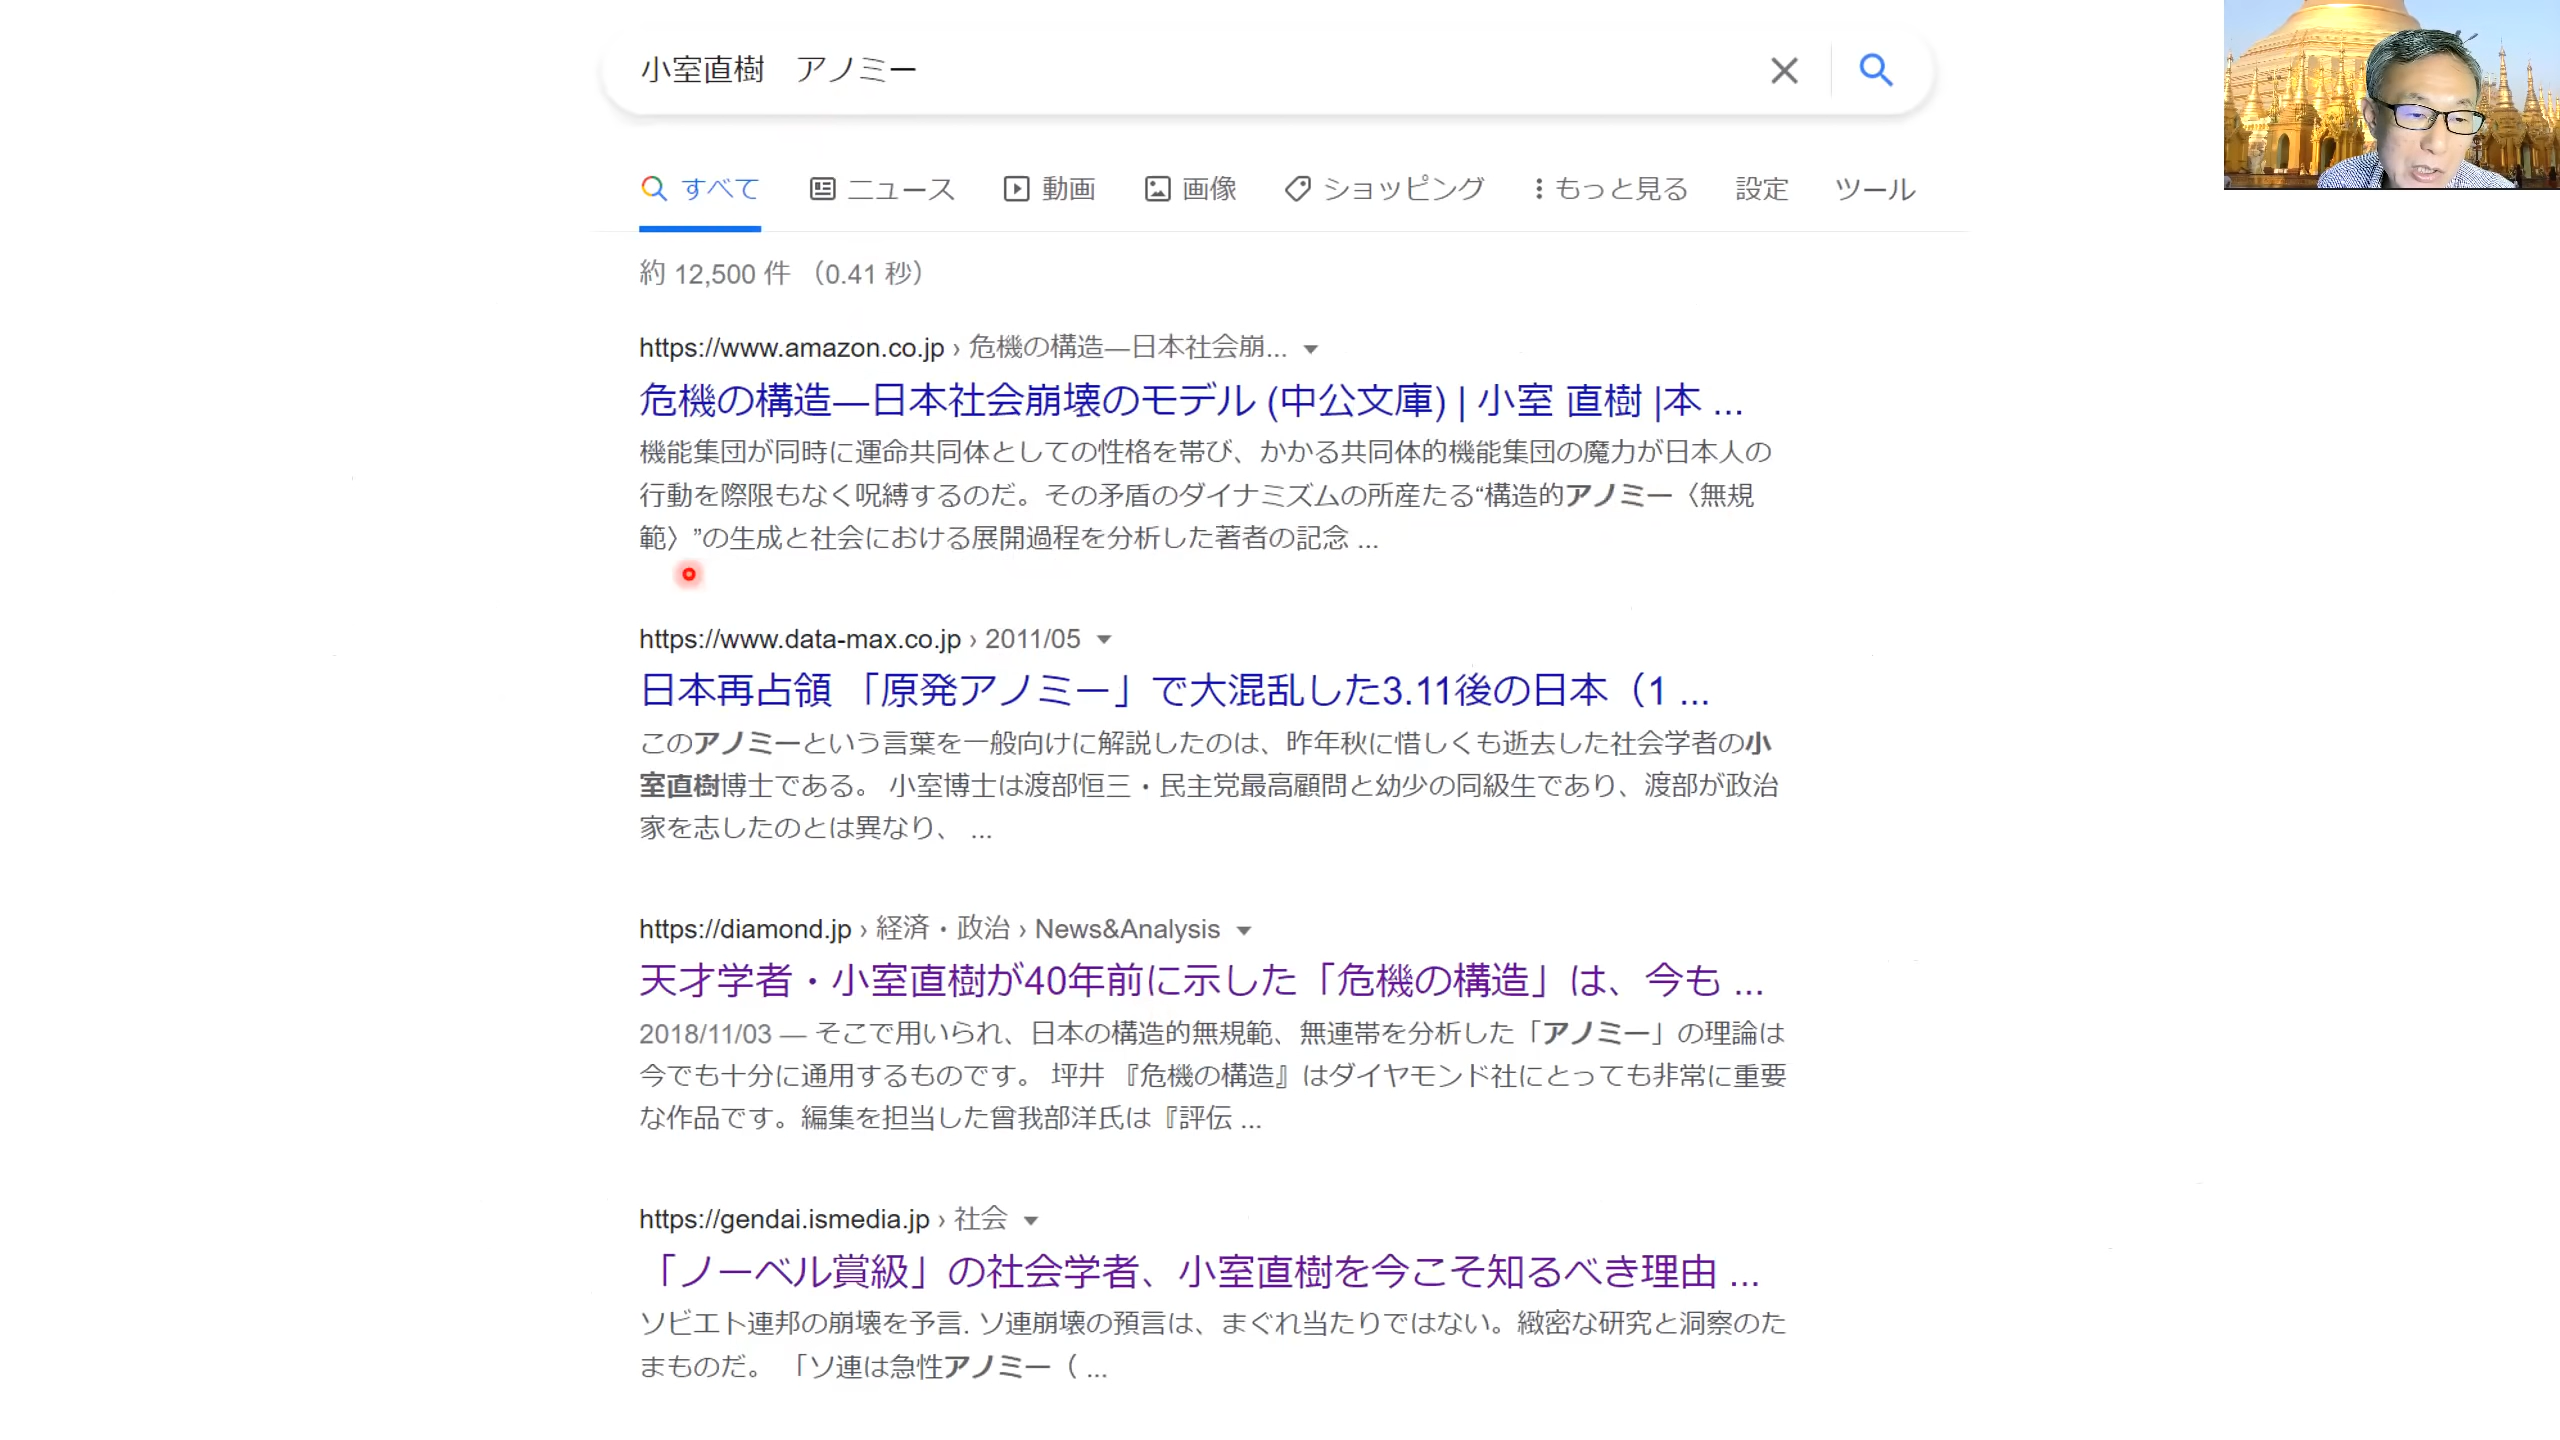 小室直樹　アノミー
すべて ニュース 動画 画像 ショッピング もっと見る 設定 ツール
約 12,500 件 （0.41 秒）
https://www.amazon.co.jp › 危機の構造―日本社会崩...
危機の構造―日本社会崩壊のモデル (中公文庫) | 小室 直樹 |本 ...
機能集団が同時に運命共同体としての性格を帯び、かかる共同体的機能集団の魔力が日本人の
行動を際限もなく呪縛するのだ。その矛盾のダイナミズムの所産たる“構造的アノミー〈無規
範〉”の生成と社会における展開過程を分析した著者の記念 ...
https://www.data-max.co.jp › 2011/05
日本再占領 「原発アノミー」で大混乱した3.11後の日本（1 ...
このアノミーという言葉を一般向けに解説したのは、昨年秋に惜しくも逝去した社会学者の小
室直樹博士である。 小室博士は渡部恒三・民主党最高顧問と幼少の同級生であり、渡部が政治
家を志したのとは異なり、 ...
https://diamond.jp › 経済・政治 › News&Analysis
天才学者・小室直樹が40年前に示した「危機の構造」は、今も ...
2018/11/03 — そこで用いられ、日本の構造的無規範、無連帯を分析した「アノミー」の理論は
今でも十分に通用するものです。 坪井 『危機の構造』はダイヤモンド社にとっても非常に重要
な作品です。編集を担当した曾我部洋氏は『評伝 ...
https://gendai.ismedia.jp › 社会
「ノーベル賞級」の社会学者、小室直樹を今こそ知るべき理由 ...
ソビエト連邦の崩壊を予言. ソ連崩壊の預言は、まぐれ当たりではない。緻密な研究と洞察のた
まものだ。 「ソ連は急性アノミー（ ...